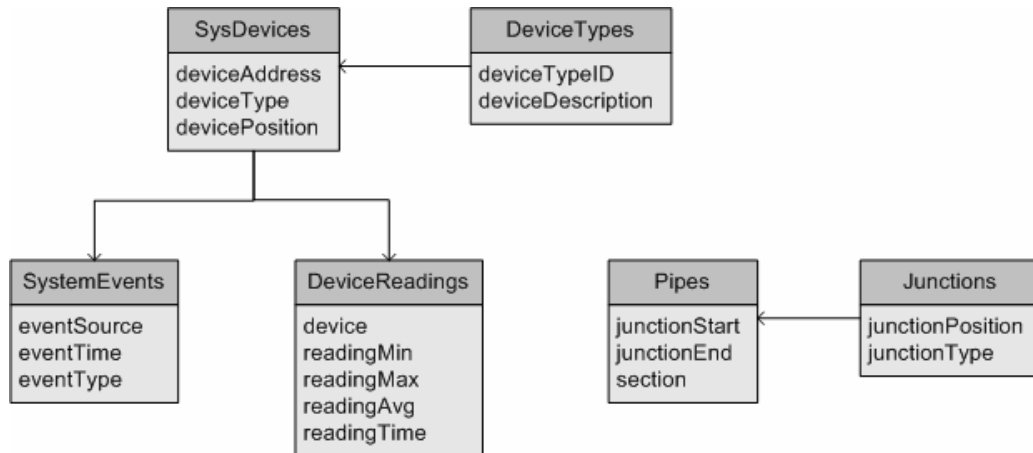 SysDevices
deviceAddress
deviceType
devicePosition
DeviceTypes
deviceTypeID
deviceDescription
SystemEvents
eventSource
eventTime
eventType
DeviceReadings
device
readingMin
readingMax
readingAvg
readingTime
Pipes
junctionStart
junctionEnd
section
Junctions
junctionPosition
junctionType